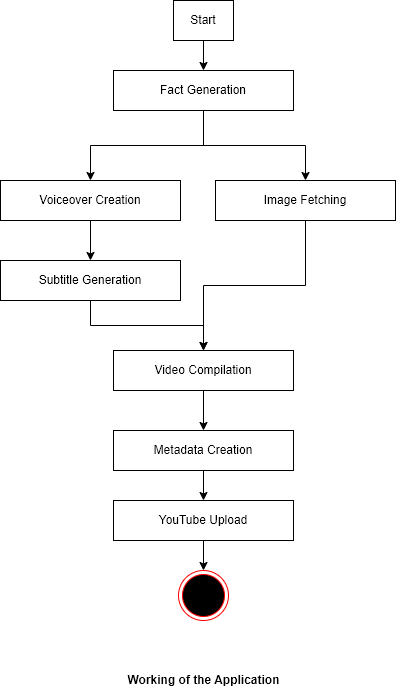 Start
Fact Generation
Voiceover Creation
Image Fetching
Subtitle Generation
Video Compilation
Metadata Creation
YouTube Upload
Working of the Application